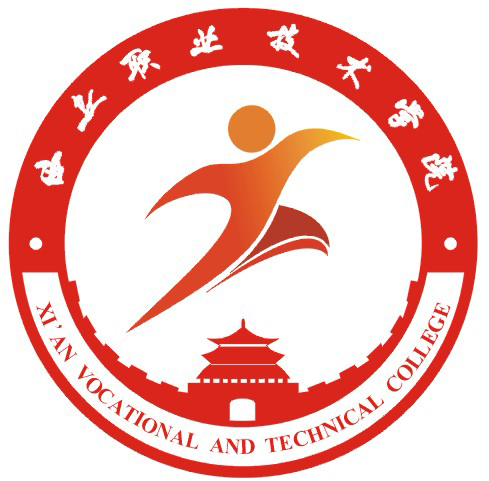 西安职业技术学院
XI'AN VOCATIONAL AND TECHNICAL COLLEGE